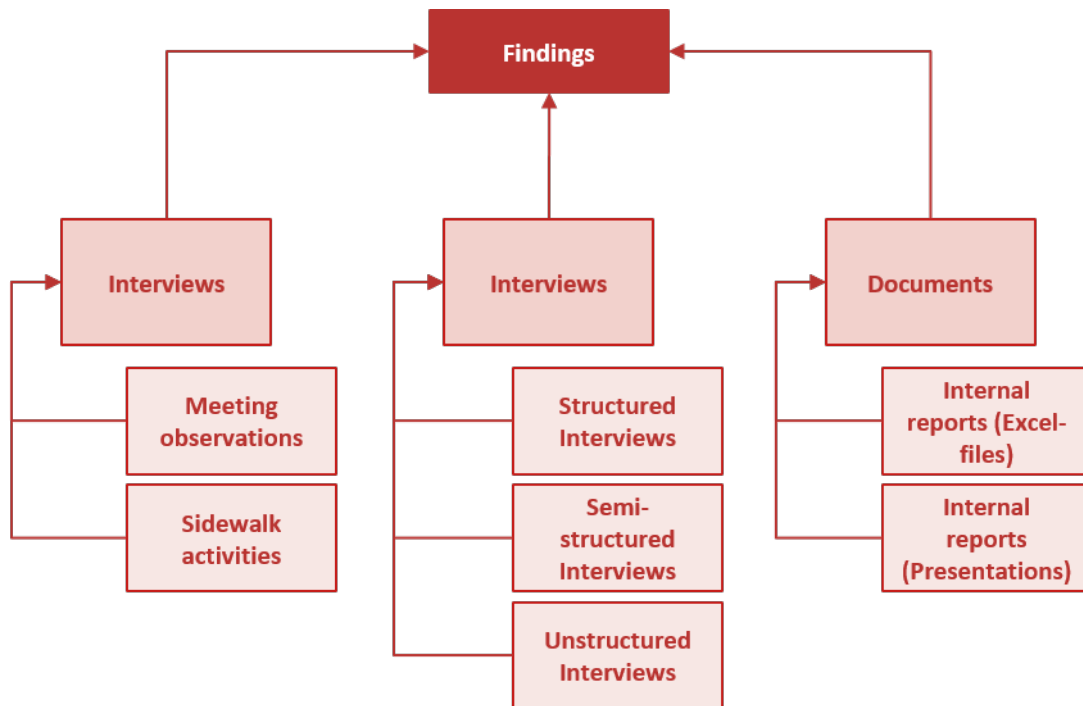 Findings
Interviews
Interviews
Documents
Meeting
observations
Structured
Interviews
Internal
reports (Excel-
files)
Sidewalk
activities
Semi-
structured
Interviews
Internal
reports
(Presentations)
Unstructured
Interviews